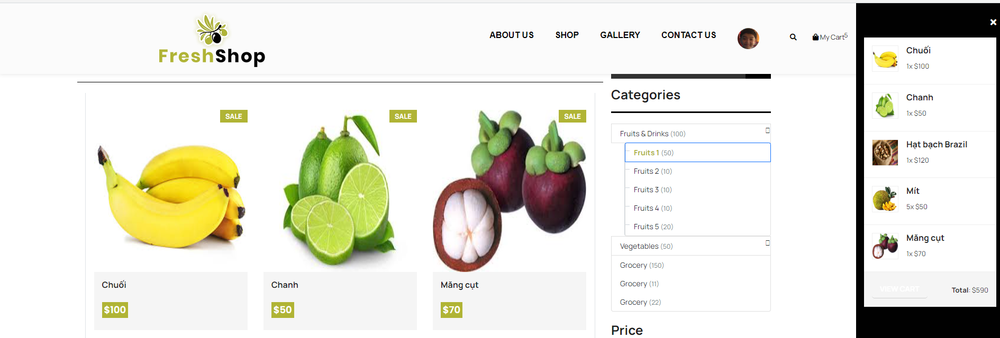 FreshShop
ABOUT US
SHOP
GALLERY
CONTACT US
My Cart5
SALE
SALE
SALE
Chuối
$100
Chanh
$50
Măng cụt
$70
Categories
Fruits & Drinks (100)
Fruits 1 (50)
Fruits 2 (10)
Fruits 3 (10)
Fruits 4 (10)
Fruits 5 (20)
Vegetables (50)
Grocery (150)
Grocery (11)
Grocery (22)
Price
Chuối
1x $100
Chanh
1x $50
Hạt bạch Brazil
1x $120
Mít
5x $50
Măng cụt
1x $70
VIEW CART
Total: $590